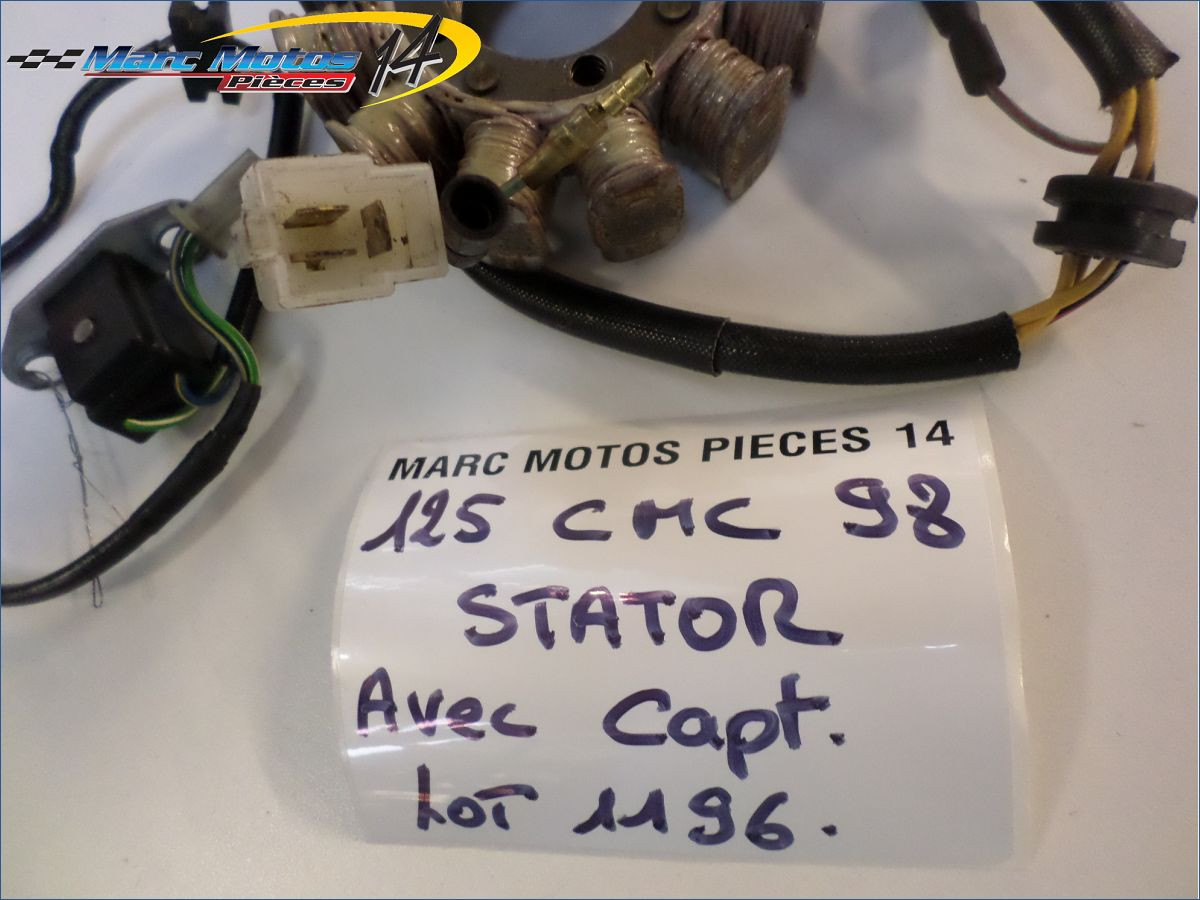 Marc Motos 14
Pièces
MARC MOTOS PIECES 14
125 CMC 98
STATOR
Avec Capt.
LOT 1196.